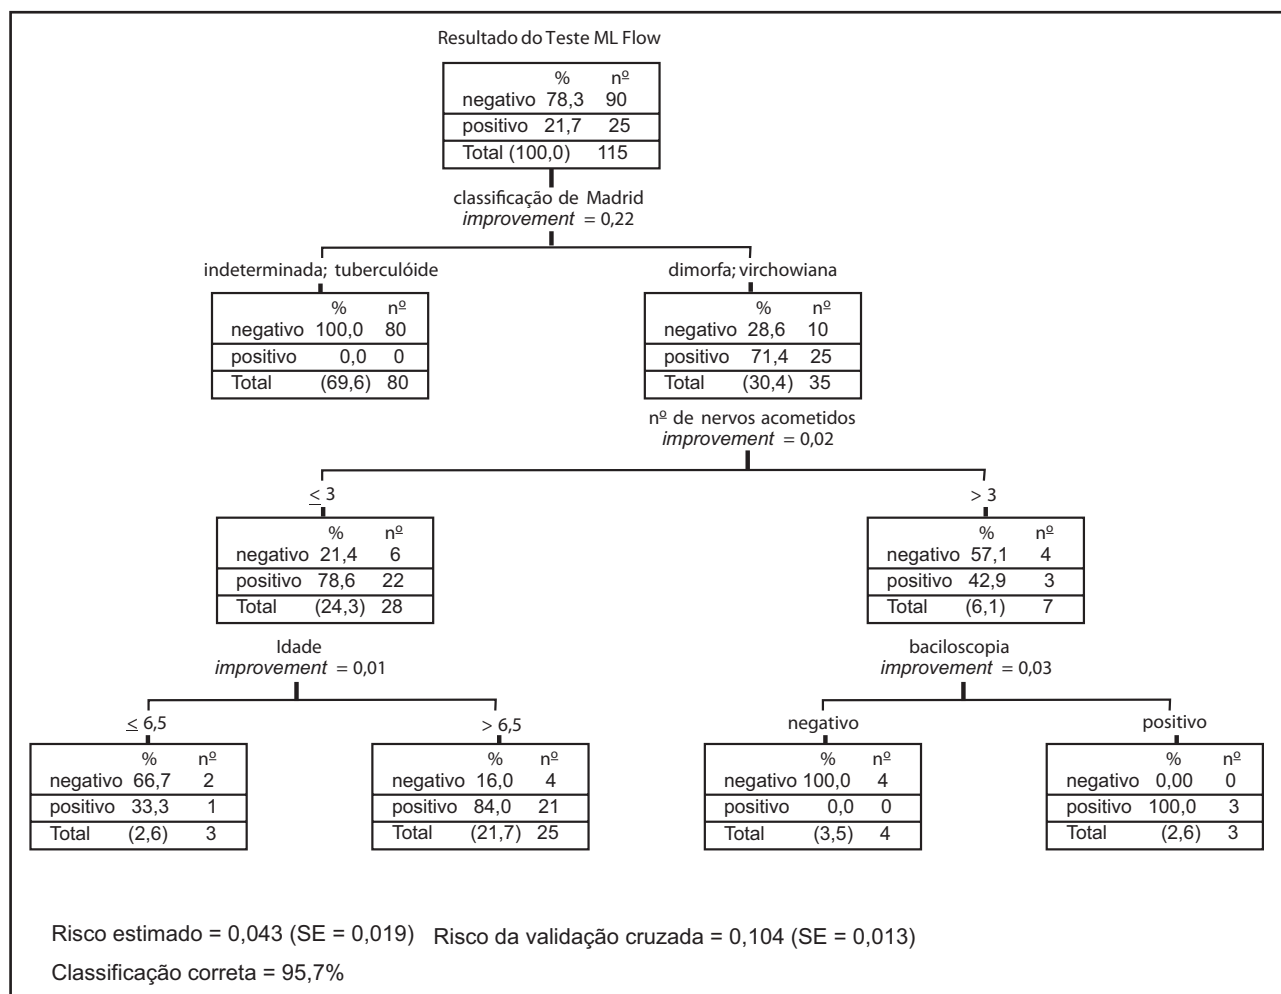 Resultado do Teste ML Flow
% nº
negativo 78,3 90
positivo 21,7 25
Total (100,0) 115
classificação de Madrid
improvement = 0,22
indeterminada; tuberculóide
% nº
negativo 100,0 80
positivo 0,0 0
Total (69,6) 80
dimorfa; virchowiana
% nº
negativo 28,6 10
positivo 71,4 25
Total (30,4) 35
nº de nervos acometidos
improvement = 0,02
≤ 3
% nº
negativo 21,4 6
positivo 78,6 22
Total (24,3) 28
> 3
% nº
negativo 57,1 4
positivo 42,9 3
Total (6,1) 7
Idade
improvement = 0,01
baciloscopia
improvement = 0,03
≤ 6,5
% nº
negativo 66,7 2
positivo 33,3 1
Total (2,6) 3
> 6,5
% nº
negativo 16,0 4
positivo 84,0 21
Total (21,7) 25
negativo
% nº
negativo 100,0 4
positivo 0,0 0
Total (3,5) 4
positivo
% nº
negativo 0,00 0
positivo 100,0 3
Total (2,6) 3
Risco estimado = 0,043 (SE = 0,019) Risco da validação cruzada = 0,104 (SE = 0,013)
Classificação correta = 95,7%